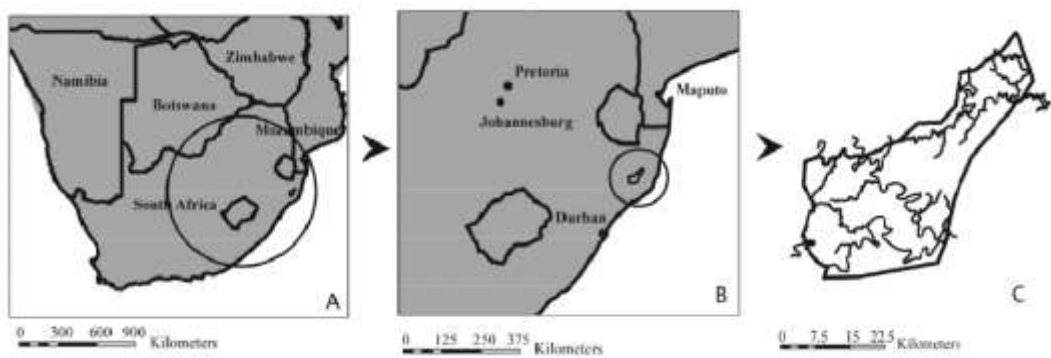 Namibia
Zimbabwe
Botswana
Mozambique
South Africa
A
0 300 600 900
Kilometers
Pretoria
Johannesburg
Maputo
Durban
B
0 125 250 375
Kilometers
C
0 7.5 15 22.5
Kilometers